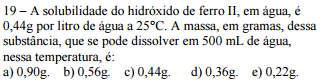 19 – A solubilidade do hidróxido de ferro II, em água, é
0,44g por litro de água a 25°C. A massa, em gramas, dessa
substância, que se pode dissolver em 500 mL de água,
nessa temperatura, é:
a) 0,90g. b) 0,56g. c) 0,44g. d) 0,36g. e) 0,22g.